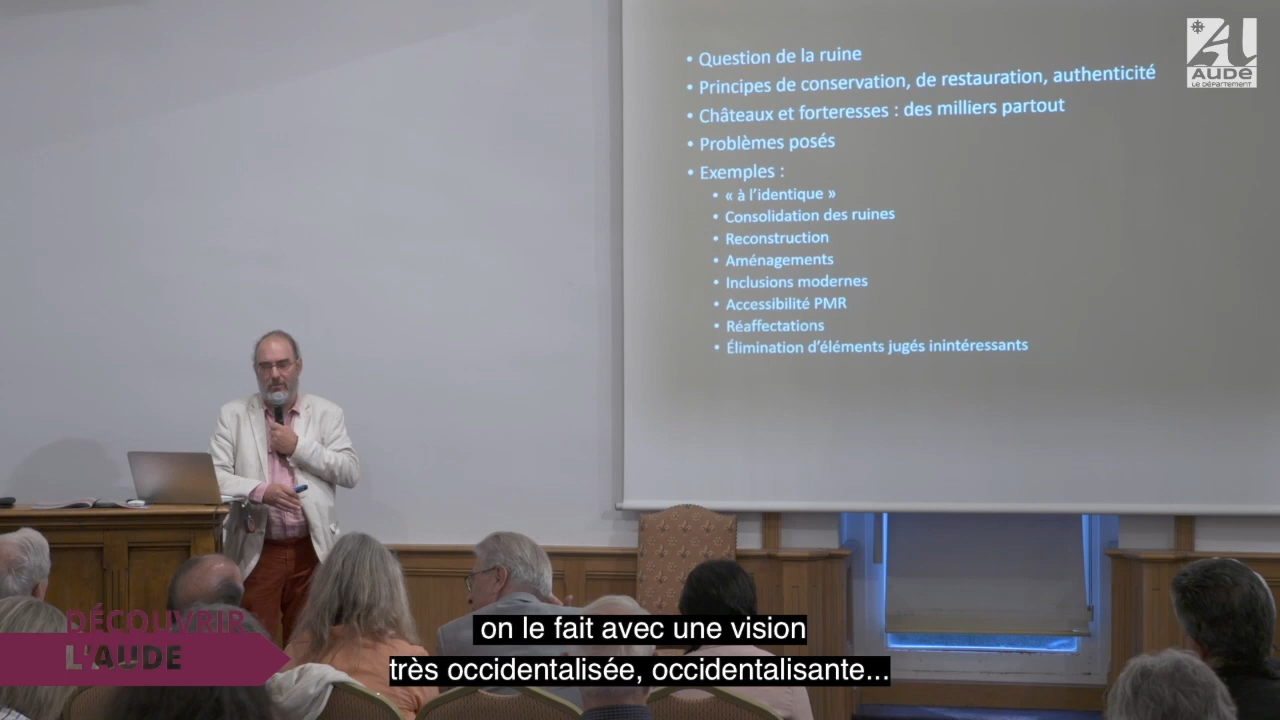 • Question de la ruine
• Principes de conservation, de restauration, authenticité
• Châteaux et forteresses : des milliers partout
• Problèmes posés
• Exemples :
• « à l'identique »
• Consolidation des ruines
• Reconstruction
• Aménagements
• Inclusions modernes
• Accessibilité PMR
• Réaffectations
• Élimination d'éléments jugés inintéressants
AUDE
LE DÉPARTEMENT
DÉCOUVRIR
L'AUDE
on le fait avec une vision
très occidentalisée, occidentalisante...